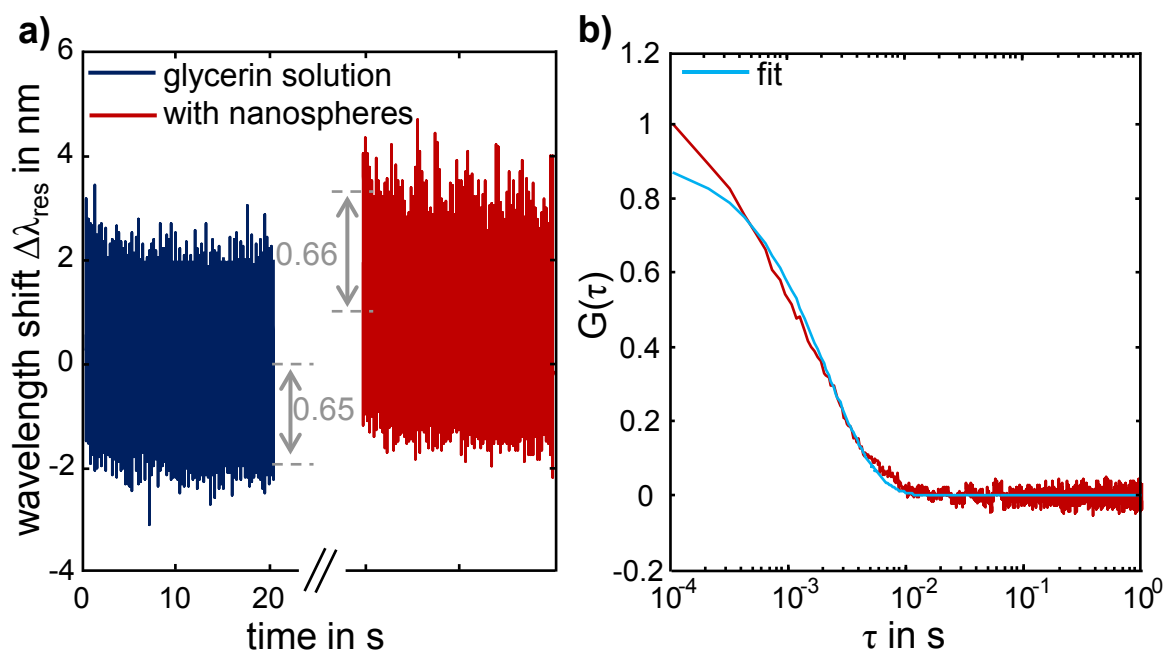 a)
wavelength shift Δλres in nm
6
4
2
0
-2
-4
glycerin solution
with nanospheres
0.66
0.65
0
10
20
time in s
b)
G(τ)
1.2
1
0.8
0.6
0.4
0.2
0
-0.2
fit
10-4
10-3
10-2
10-1
100
τ in s